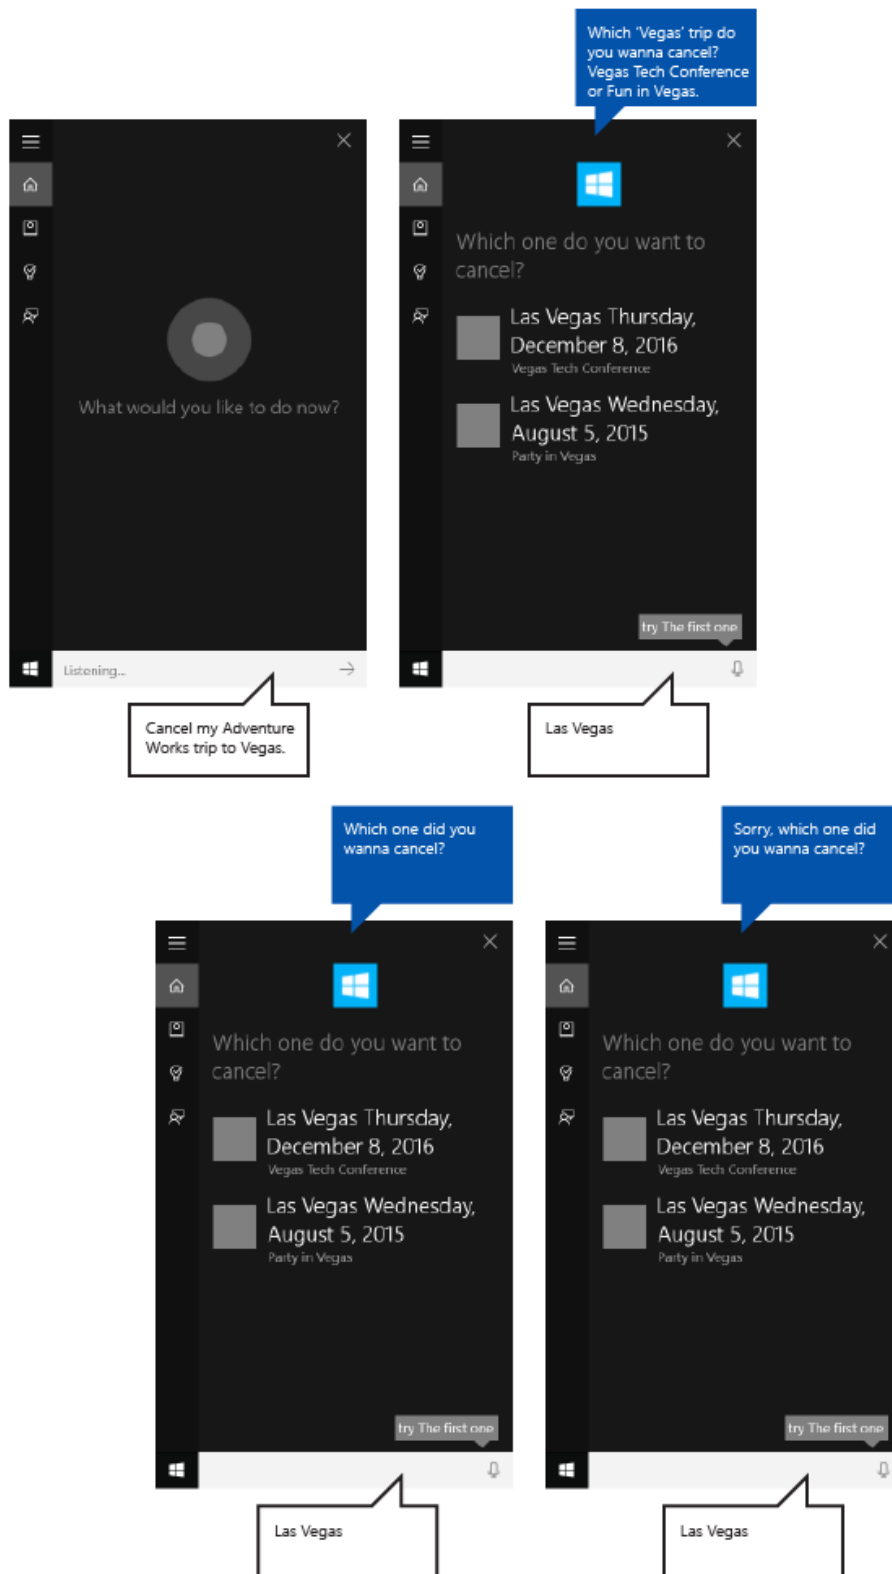 Which 'Vegas' trip do
you wanna cancel?
Vegas Tech Conference
or Fun in Vegas.
What would you like to do now?
Listening...
Cancel my Adventure
Works trip to Vegas.
Which one do you want to
cancel?
Las Vegas Thursday,
December 8, 2016
Vegas Tech Conference
Las Vegas Wednesday,
August 5, 2015
Party in Vegas
try The first one
Las Vegas
Which one did you
wanna cancel?
Which one do you want to
cancel?
Las Vegas Thursday,
December 8, 2016
Vegas Tech Conference
Las Vegas Wednesday,
August 5, 2015
Party in Vegas
try The first one
Las Vegas
Sorry, which one did
you wanna cancel?
Which one do you want to
cancel?
Las Vegas Thursday,
December 8, 2016
Vegas Tech Conference
Las Vegas Wednesday,
August 5, 2015
Party in Vegas
try The first one
Las Vegas